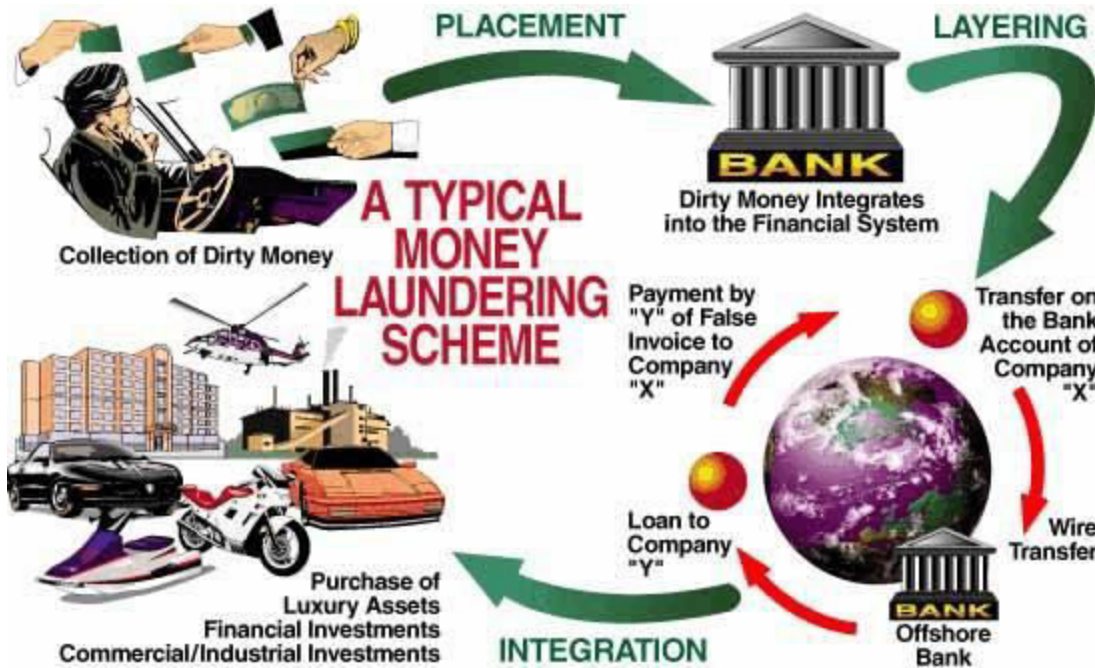 PLACEMENT
LAYERING
BANK
Dirty Money Integrates
into the Financial System
Collection of Dirty Money
A TYPICAL
MONEY
LAUNDERING
SCHEME
Payment by
"Y" of False
Invoice to
Company
"X"
Transfer on
the Bank
Account of
Company
"X"
Wire
Transfer
Loan to
Company
"Y"
BANK
Offshore
Bank
Purchase of
Luxury Assets
Financial Investments
Commercial/Industrial Investments
INTEGRATION